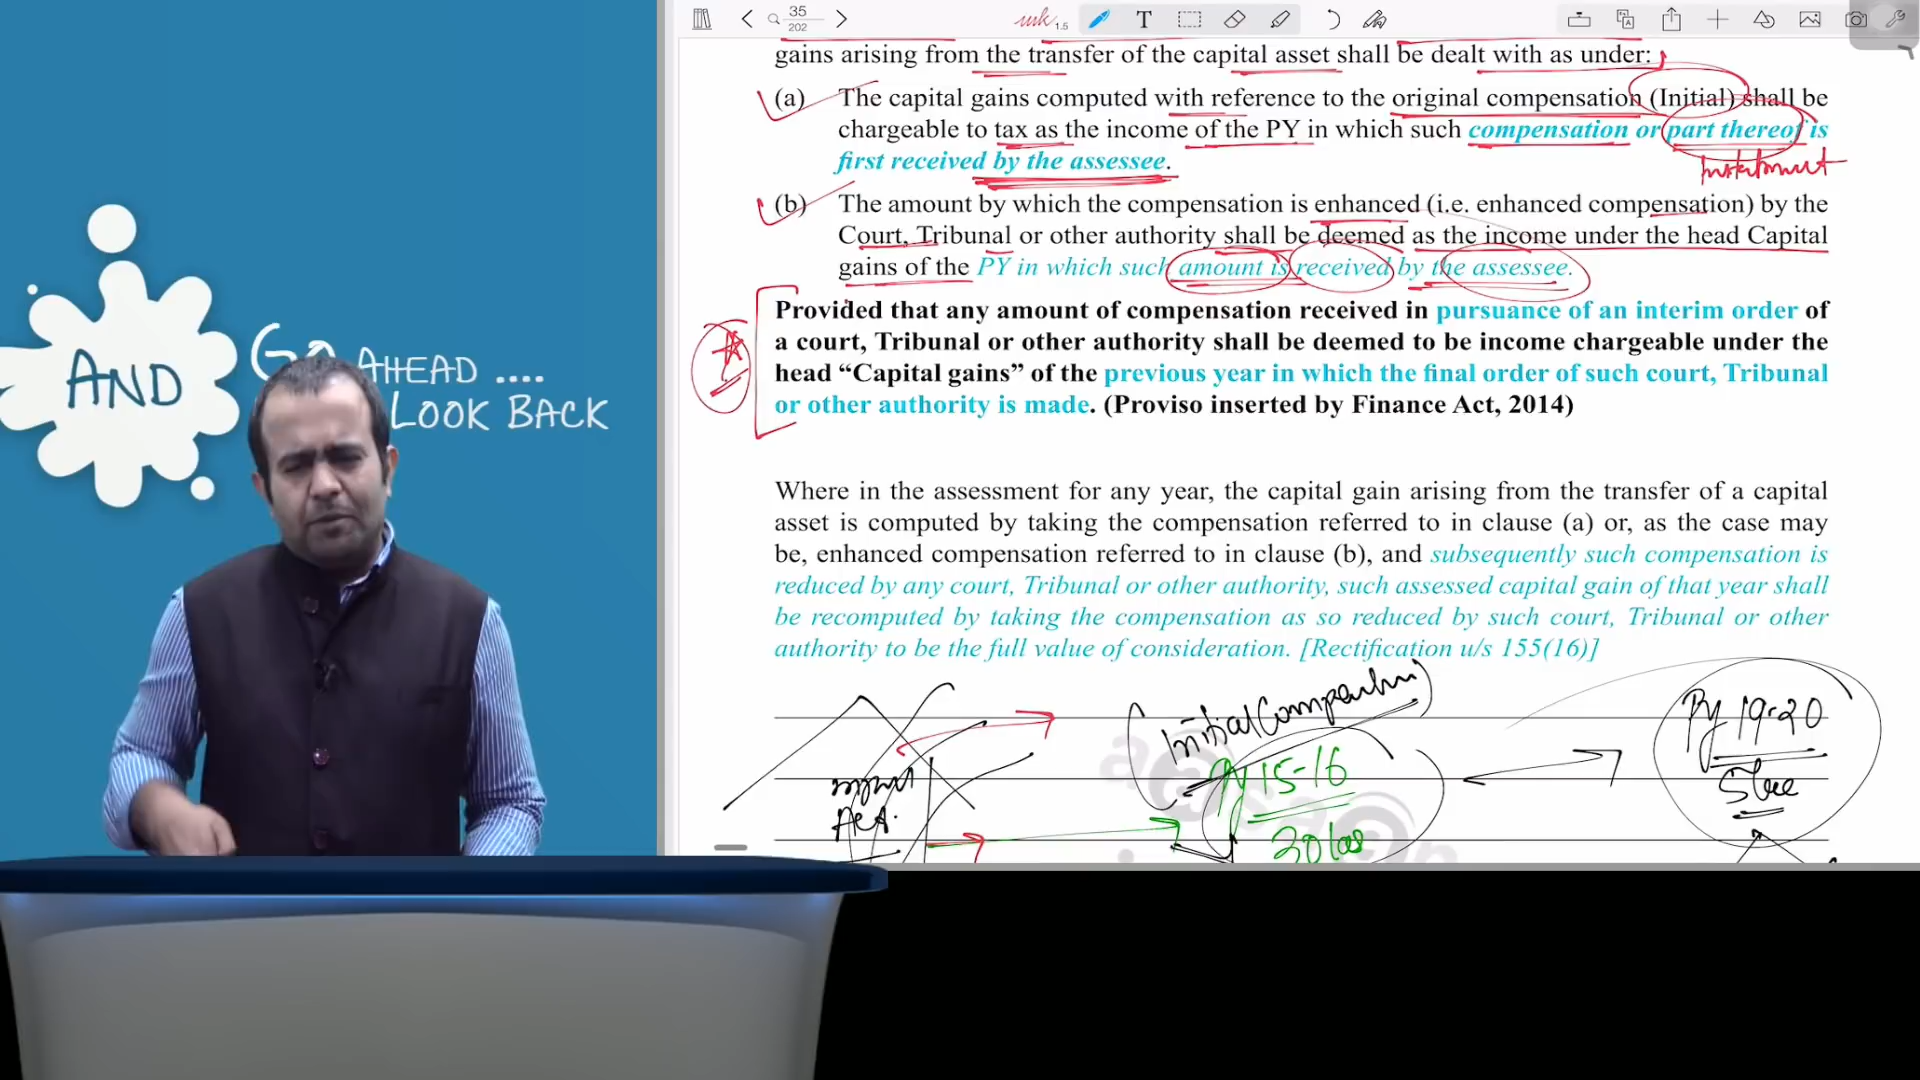 35
202
1.5
T
gains arising from the transfer of the capital asset shall be dealt with as under:
(a) The capital gains computed with reference to the original compensation (Initial) shall be
chargeable to tax as the income of the PY in which such compensation or part thereof is
first received by the assessee.
Instalment
(b) The amount by which the compensation is enhanced (i.e. enhanced compensation) by the
Court, Tribunal or other authority shall be deemed as the income under the head Capital
gains of the PY in which such amount is received by the assessee.
Provided that any amount of compensation received in pursuance of an interim order of
a court, Tribunal or other authority shall be deemed to be income chargeable under the
head “Capital gains” of the previous year in which the final order of such court, Tribunal
or other authority is made. (Proviso inserted by Finance Act, 2014)
Where in the assessment for any year, the capital gain arising from the transfer of a capital
asset is computed by taking the compensation referred to in clause (a) or, as the case may
be, enhanced compensation referred to in clause (b), and subsequently such compensation is
reduced by any court, Tribunal or other authority, such assessed capital gain of that year shall
be recomputed by taking the compensation as so reduced by such court, Tribunal or other
authority to be the full value of consideration. [Rectification u/s 155(16)]
Initial
PY 15-16
PY 19-20
AND
GO AHEAD ....
LOOK BACK